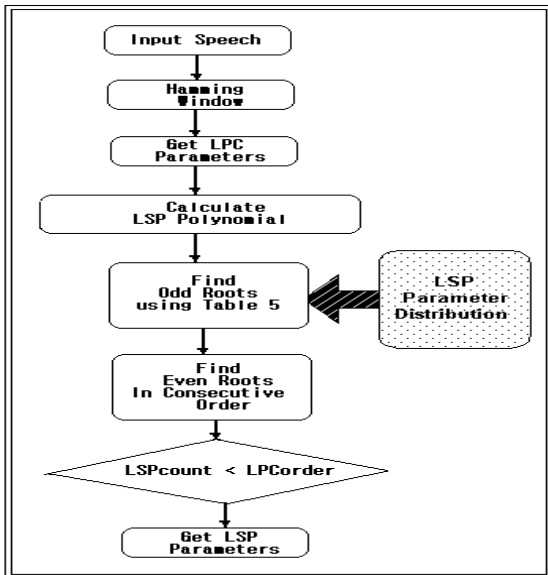 Input Speech
Hamming
Window
Get LPC
Parameters
Calculate
LSP Polynomial
Find
Odd Roots
using Table 5
LSP
Parameter
Distribution
Find
Even Roots
In Consecutive
Order
LSPcount < LPCorder
Get LSP
Parameters